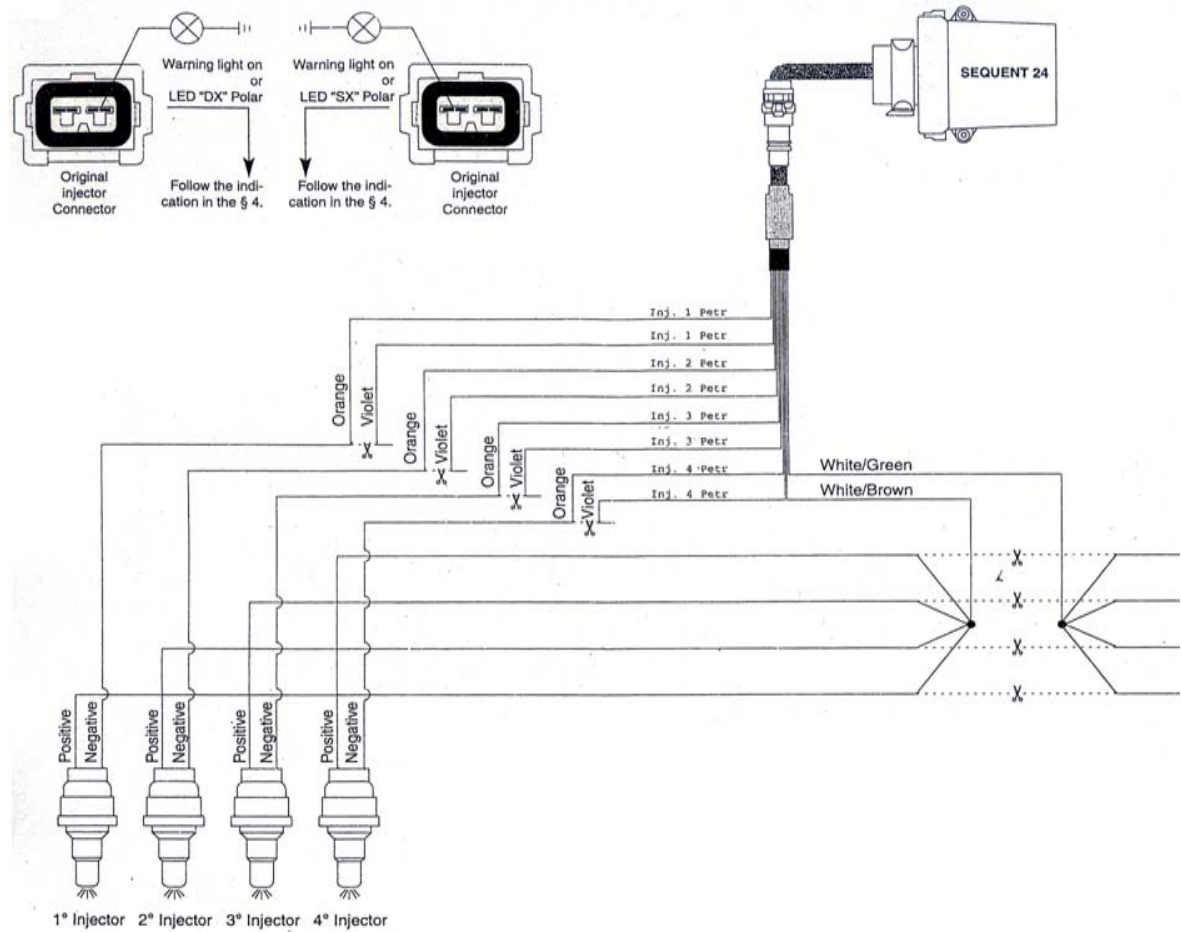 Warning light on
or
LED "DX" Polar
Warning light on
or
LED "SX" Polar
SEQUENT 24
Original
injector
Connector
Follow the indi-
cation in the § 4.
Follow the indi-
cation in the § 4.
Original
injector
Connector
Inj. 1 Petr
Inj. 1 Petr
Inj. 2 Petr
Inj. 2 Petr
Inj. 3 Petr
Inj. 3 Petr
Inj. 4 Petr
Inj. 4 Petr
Orange
Violet
Orange
Violet
Orange
Violet
Orange
Violet
White/Green
White/Brown
Positive
Negative
Positive
Negative
Positive
Negative
Positive
Negative
1° Injector
2° Injector
3° Injector
4° Injector